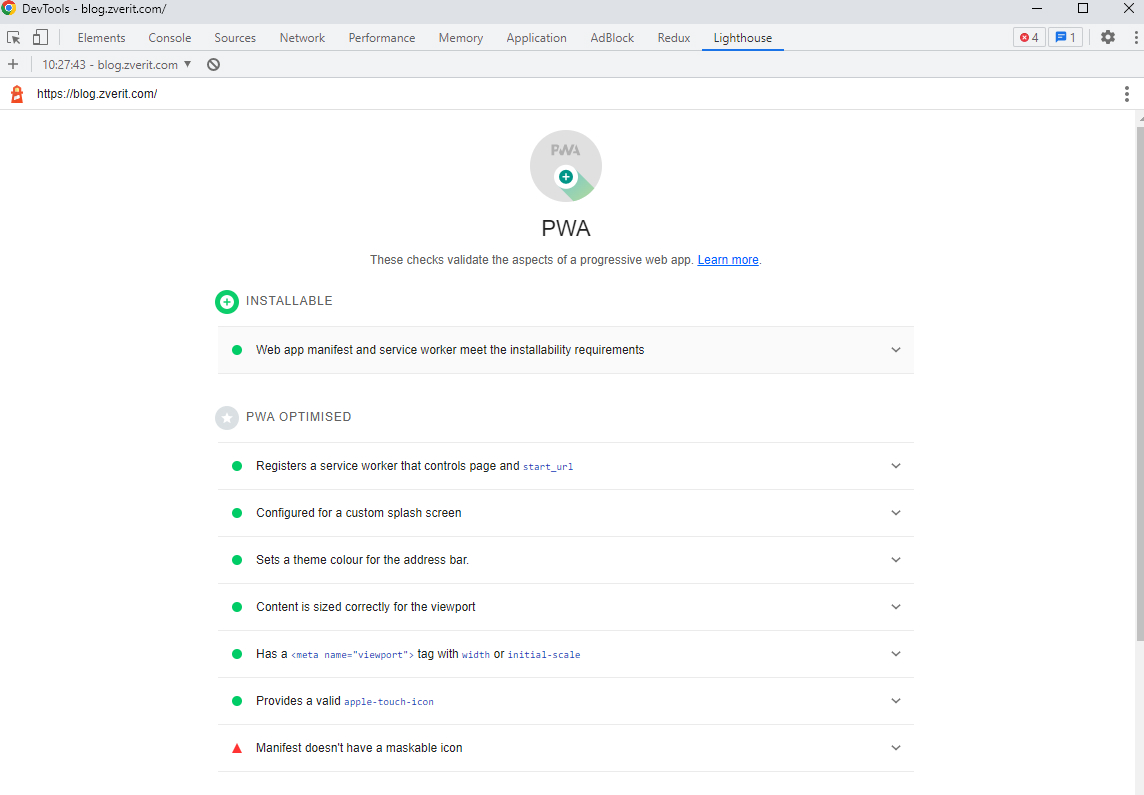 DevTools - blog.zverit.com/
Elements Console Sources Network Performance Memory Application AdBlock Redux Lighthouse 4 1
10:27:43 - blog.zverit.com
https://blog.zverit.com/
PWA
PWA
These checks validate the aspects of a progressive web app. Learn more.
INSTALLABLE
Web app manifest and service worker meet the installability requirements
PWA OPTIMISED
Registers a service worker that controls page and start_url
Configured for a custom splash screen
Sets a theme colour for the address bar.
Content is sized correctly for the viewport
Has a <meta name="viewport"> tag with width or initial-scale
Provides a valid apple-touch-icon
Manifest doesn't have a maskable icon